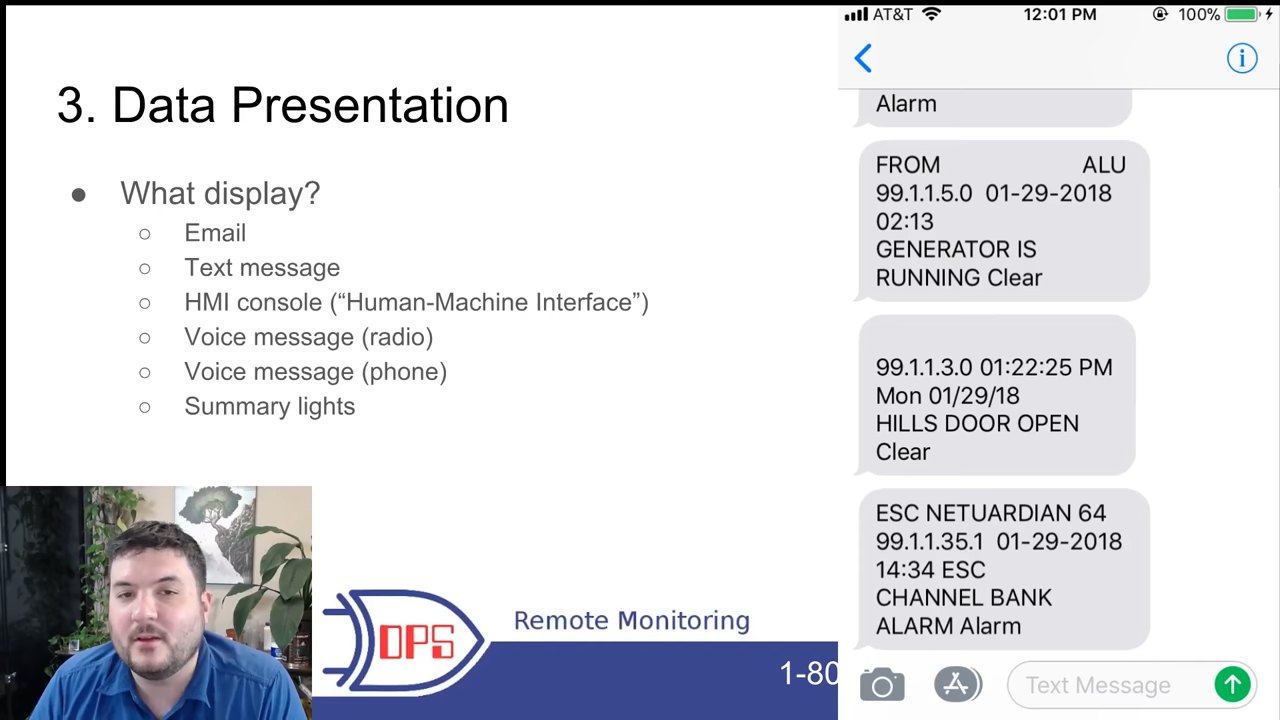 3. Data Presentation
● What display?
○ Email
○ Text message
○ HMI console (“Human-Machine Interface”)
○ Voice message (radio)
○ Voice message (phone)
○ Summary lights
DPS
Remote Monitoring
1-80
AT&T 12:01 PM 100%
Alarm
FROM ALU
99.1.1.5.0 01-29-2018
02:13
GENERATOR IS
RUNNING Clear
99.1.1.3.0 01:22:25 PM
Mon 01/29/18
HILLS DOOR OPEN
Clear
ESC NETUARDIAN 64
99.1.1.35.1 01-29-2018
14:34 ESC
CHANNEL BANK
ALARM Alarm
Text Message